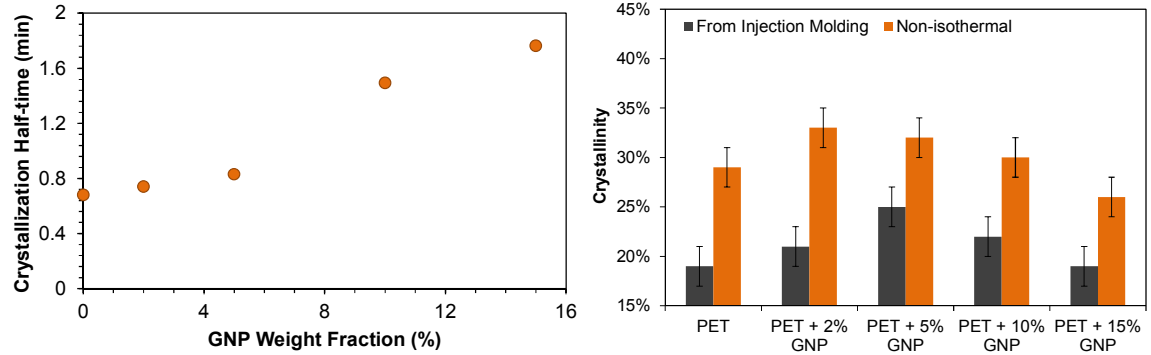 Crystallization Half-time (min)
2
1.6
1.2
0.8
0.4
0
0 4 8 12 16
GNP Weight Fraction (%)
Crystallinity
45%
40%
35%
30%
25%
20%
15%
From Injection Molding Non-isothermal
PET PET + 2% PET + 5% PET + 10% PET + 15%
GNP GNP GNP GNP